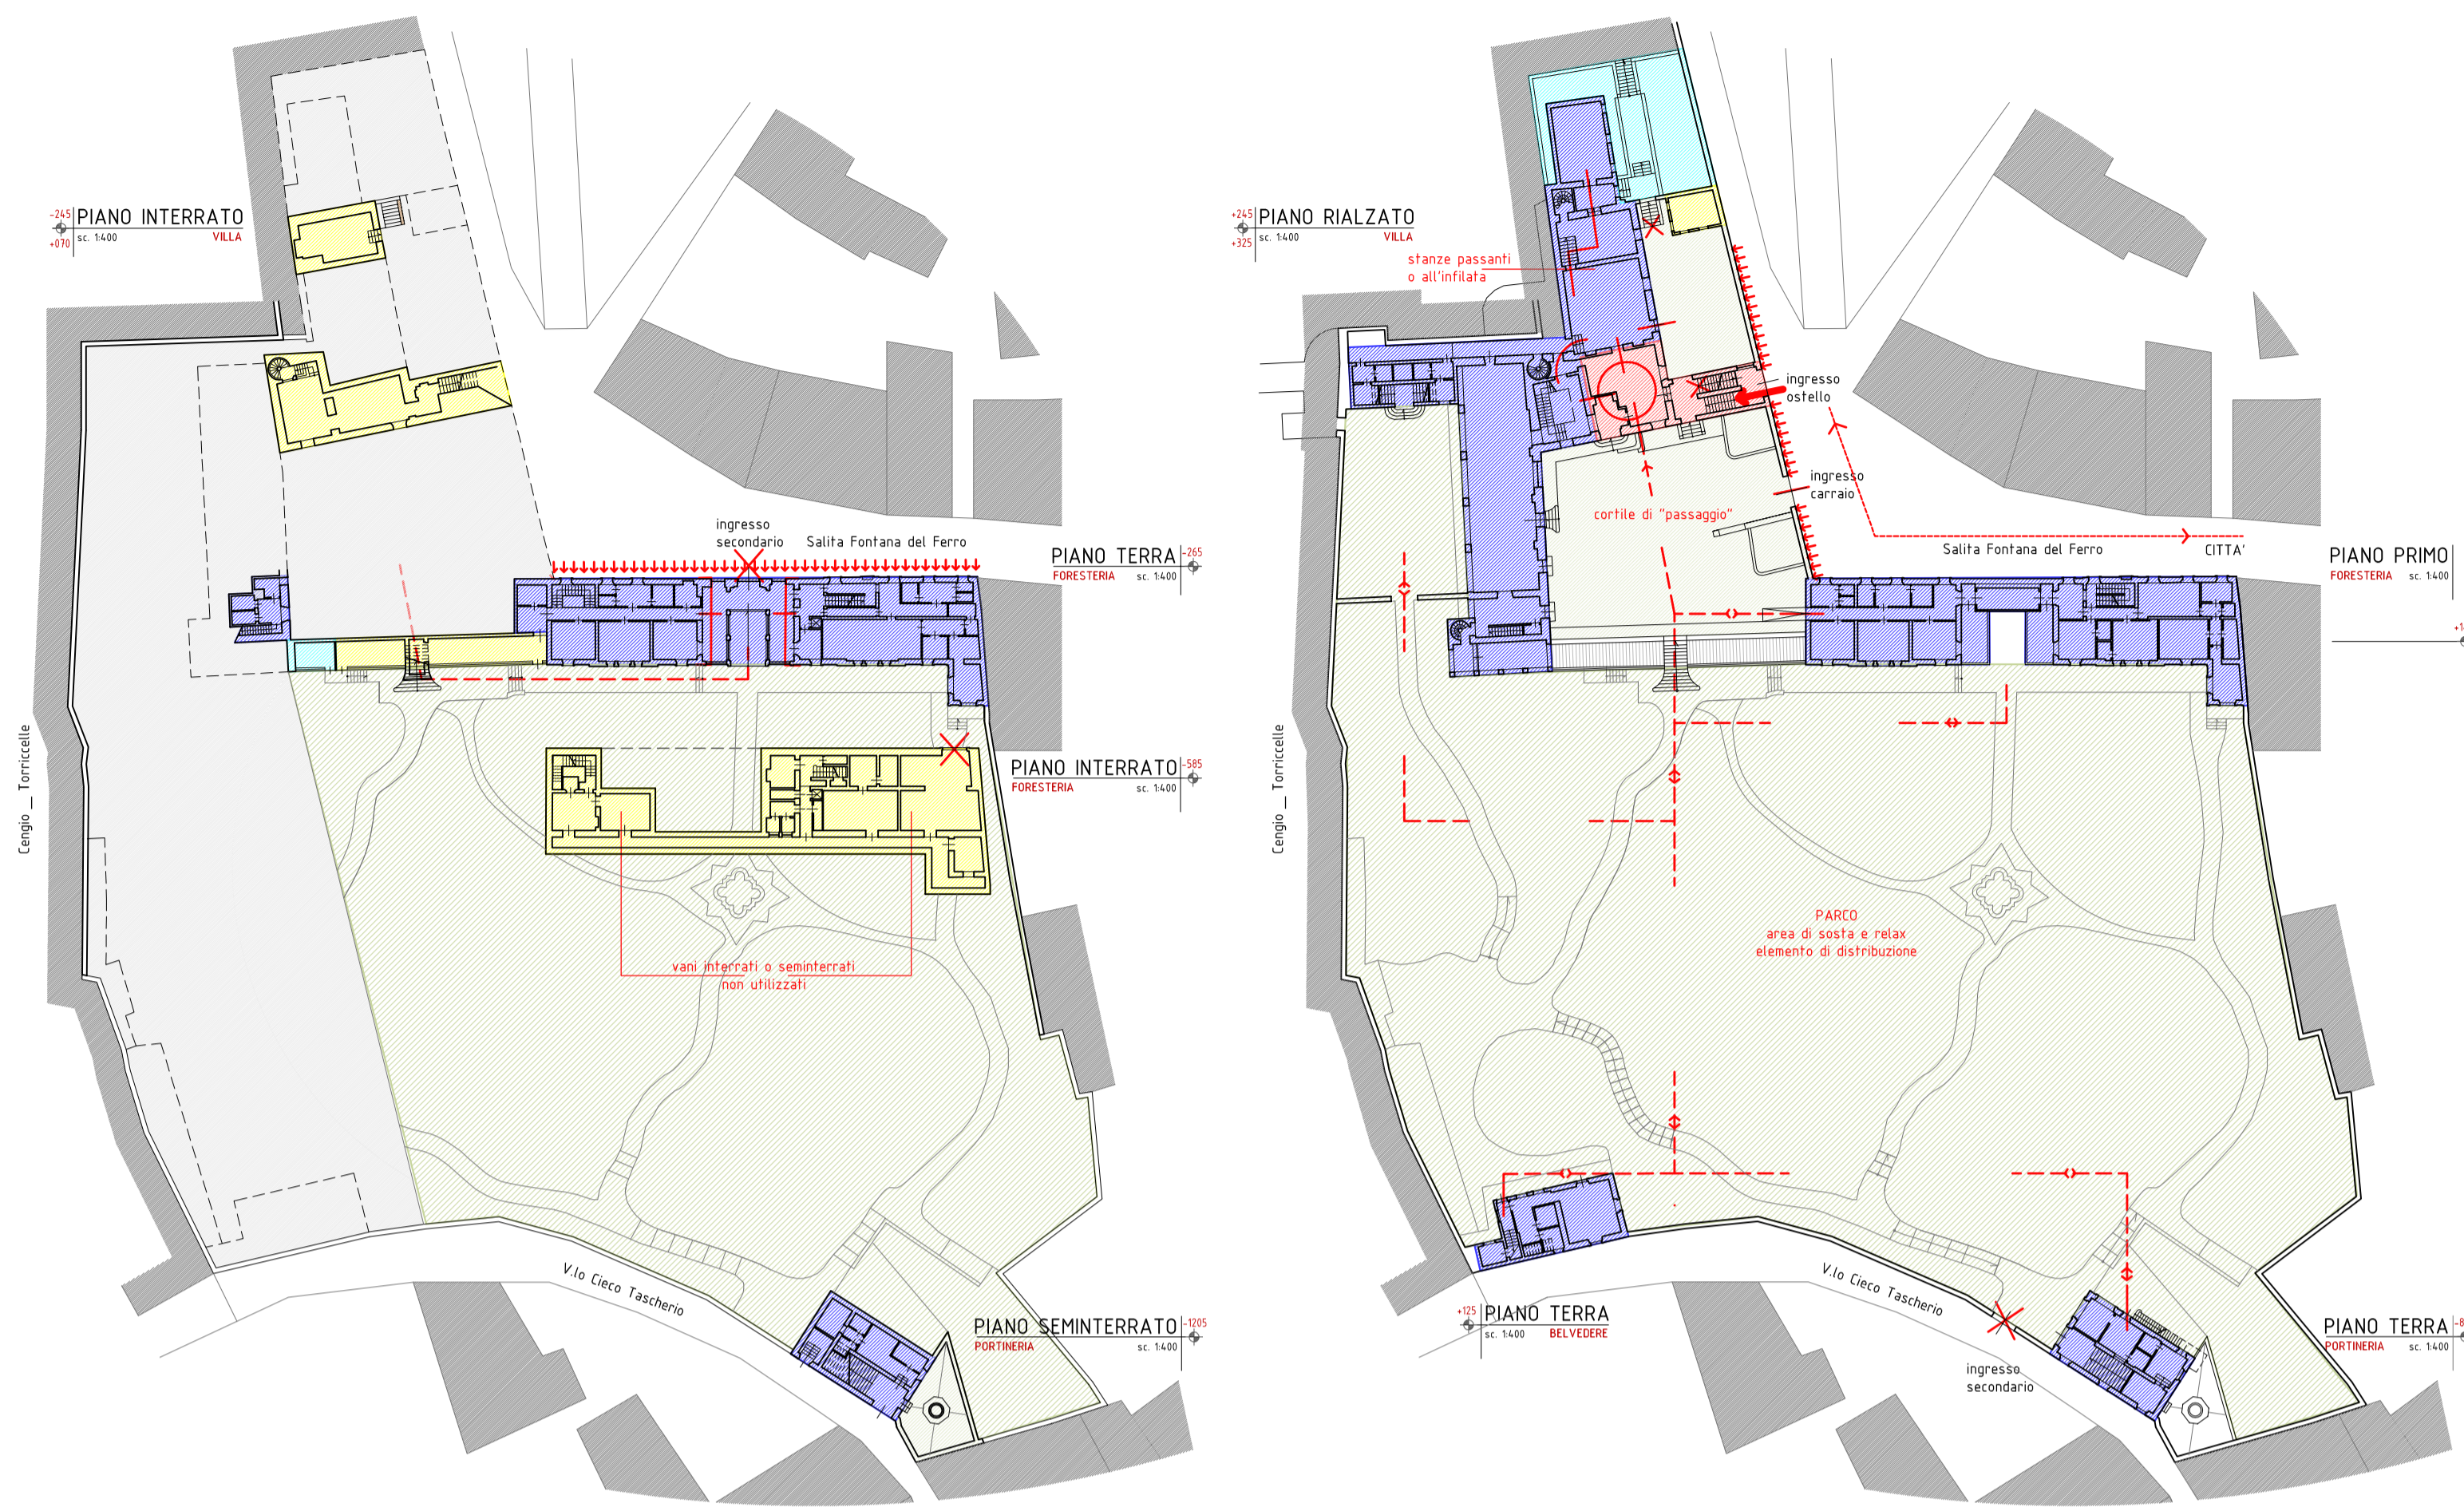 -245
PIANO INTERRATO
+070
sc. 1:400
VILLA
ingresso
secondario
Salita Fontana del Ferro
PIANO TERRA
-265
FORESTERIA
sc. 1:400
Cengio _ Torriccelle
PIANO INTERRATO
-585
FORESTERIA
sc. 1:400
vani interrati o seminterrati
non utilizzati
V.lo Cieco Tascherio
PIANO SEMINTERRATO
-1205
PORTINERIA
sc. 1:400
+245
PIANO RIALZATO
+325
sc. 1:400
VILLA
stanze passanti
o all'infilata
ingresso
ostello
ingresso
carraio
cortile di "passaggio"
Salita Fontana del Ferro
CITTA'
PIANO PRIMO
FORESTERIA
sc. 1:400
Cengio _ Torriccelle
PARCO
area di sosta e relax
elemento di distribuzione
+125
PIANO TERRA
sc. 1:400
BELVEDERE
V.lo Cieco Tascherio
ingresso
secondario
PIANO TERRA
PORTINERIA
sc. 1:400